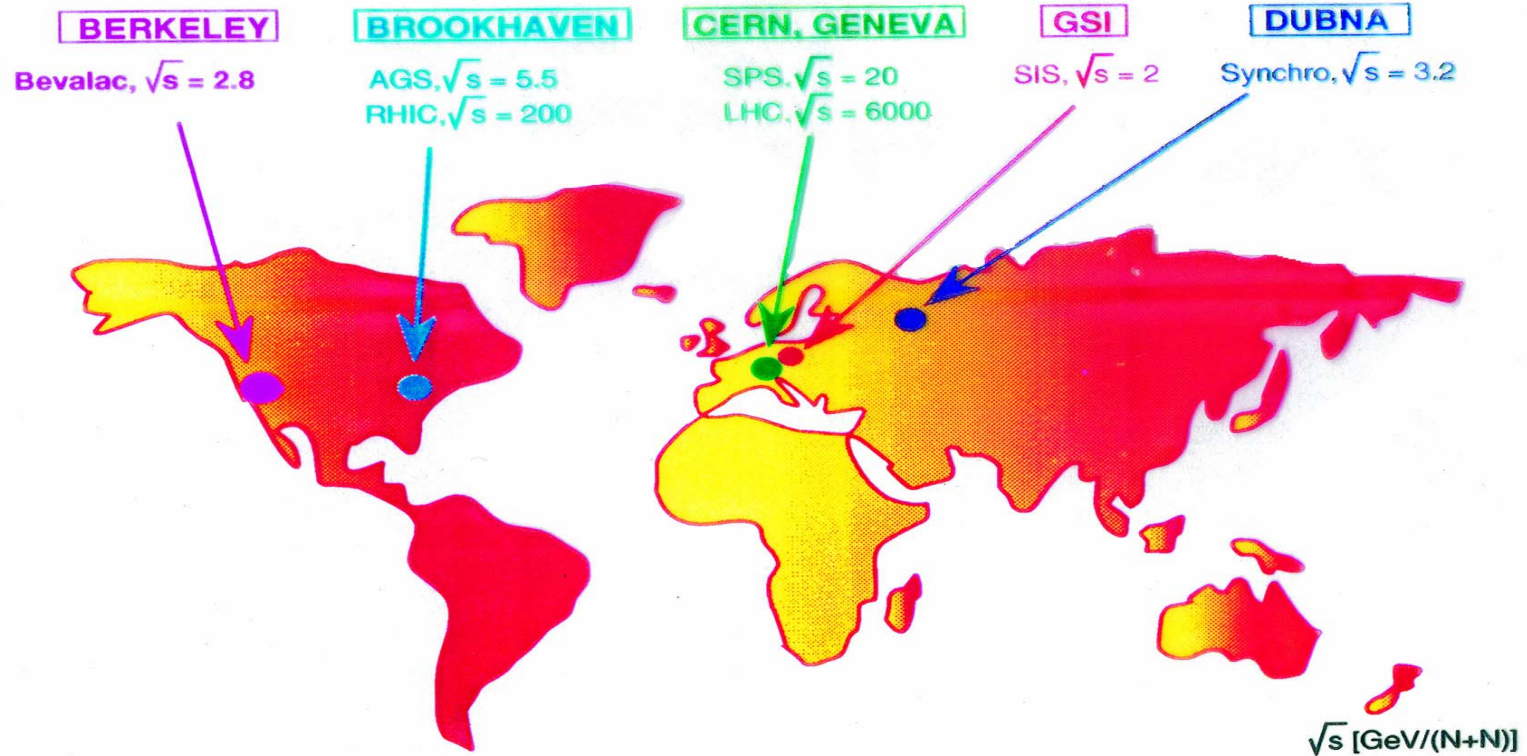 BERKELEY
Bevalac, √s = 2.8
BROOKHAVEN
AGS,√s = 5.5
RHIC,√s = 200
CERN, GENEVA
SPS.√s = 20
LHC.√s = 6000
GSI
SIS, √s = 2
DUBNA
Synchro,√s = 3.2
√s [GeV/(N+N)]